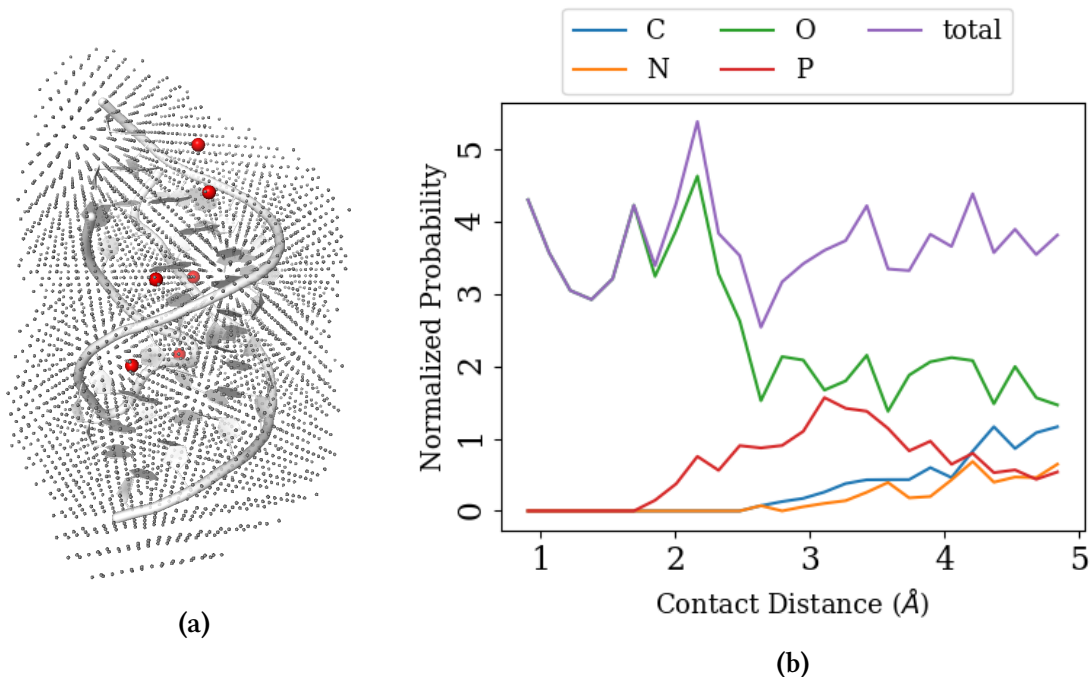 C O total
N P
Normalized Probability
5
4
3
2
1
0
1 2 3 4 5
Contact Distance (Å)
(a)
(b)